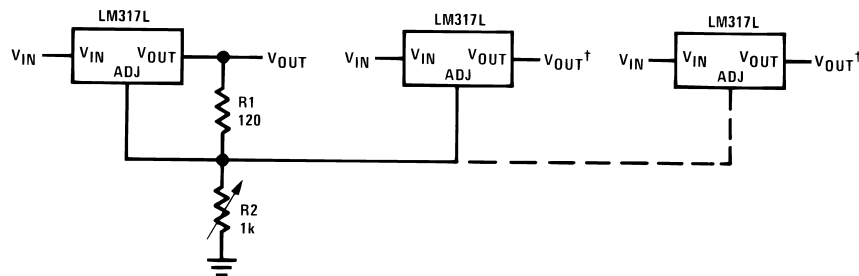 LM317L
LM317L
LM317L
VIN
VIN
VOUT
ADJ
VOUT
VIN
VIN
VOUT
ADJ
VOUT†
VIN
VIN
VOUT
ADJ
VOUT†
R1
120
R2
1k